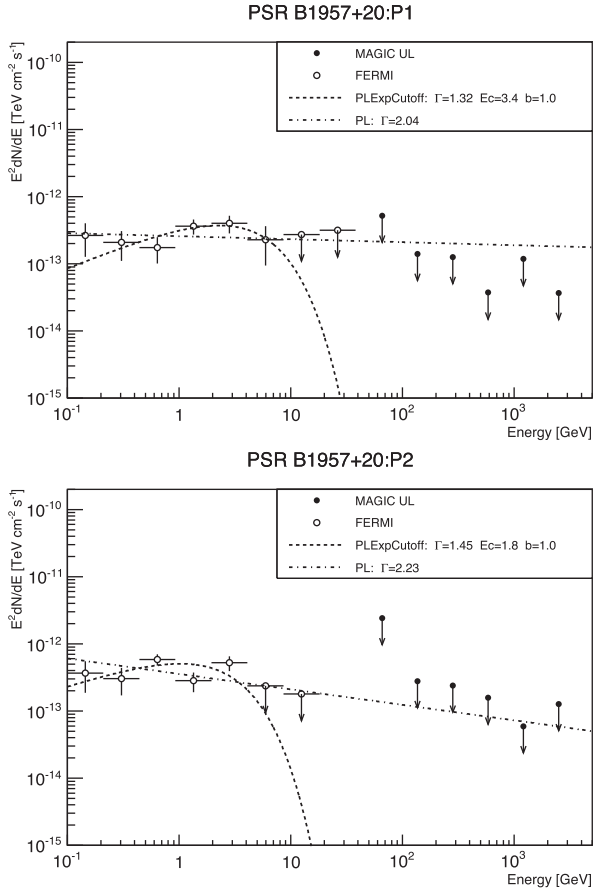 PSR B1957+20:P1
E²dN/dE [TeV cm⁻² s⁻¹]
MAGIC UL
FERMI
PLExpCutoff: Γ=1.32 Ec=3.4 b=1.0
PL: Γ=2.04
10⁻¹⁰
10⁻¹¹
10⁻¹²
10⁻¹³
10⁻¹⁴
10⁻¹⁵
10⁻¹ 1 10 10² 10³
Energy [GeV]
PSR B1957+20:P2
E²dN/dE [TeV cm⁻² s⁻¹]
MAGIC UL
FERMI
PLExpCutoff: Γ=1.45 Ec=1.8 b=1.0
PL: Γ=2.23
10⁻¹⁰
10⁻¹¹
10⁻¹²
10⁻¹³
10⁻¹⁴
10⁻¹⁵
10⁻¹ 1 10 10² 10³
Energy [GeV]